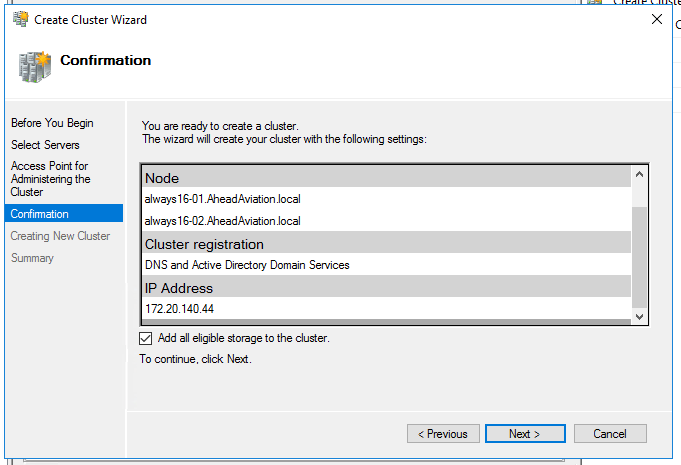 Create Cluster
C
Create Cluster Wizard
Confirmation
Before You Begin
Select Servers
Access Point for
Administering the
Cluster
Confirmation
Creating New Cluster
Summary
You are ready to create a cluster.
The wizard will create your cluster with the following settings:
Node
always16-01.AheadAviation.local
always16-02.AheadAviation.local
Cluster registration
DNS and Active Directory Domain Services
IP Address
172.20.140.44
Add all eligible storage to the cluster.
To continue, click Next.
< Previous
Next >
Cancel